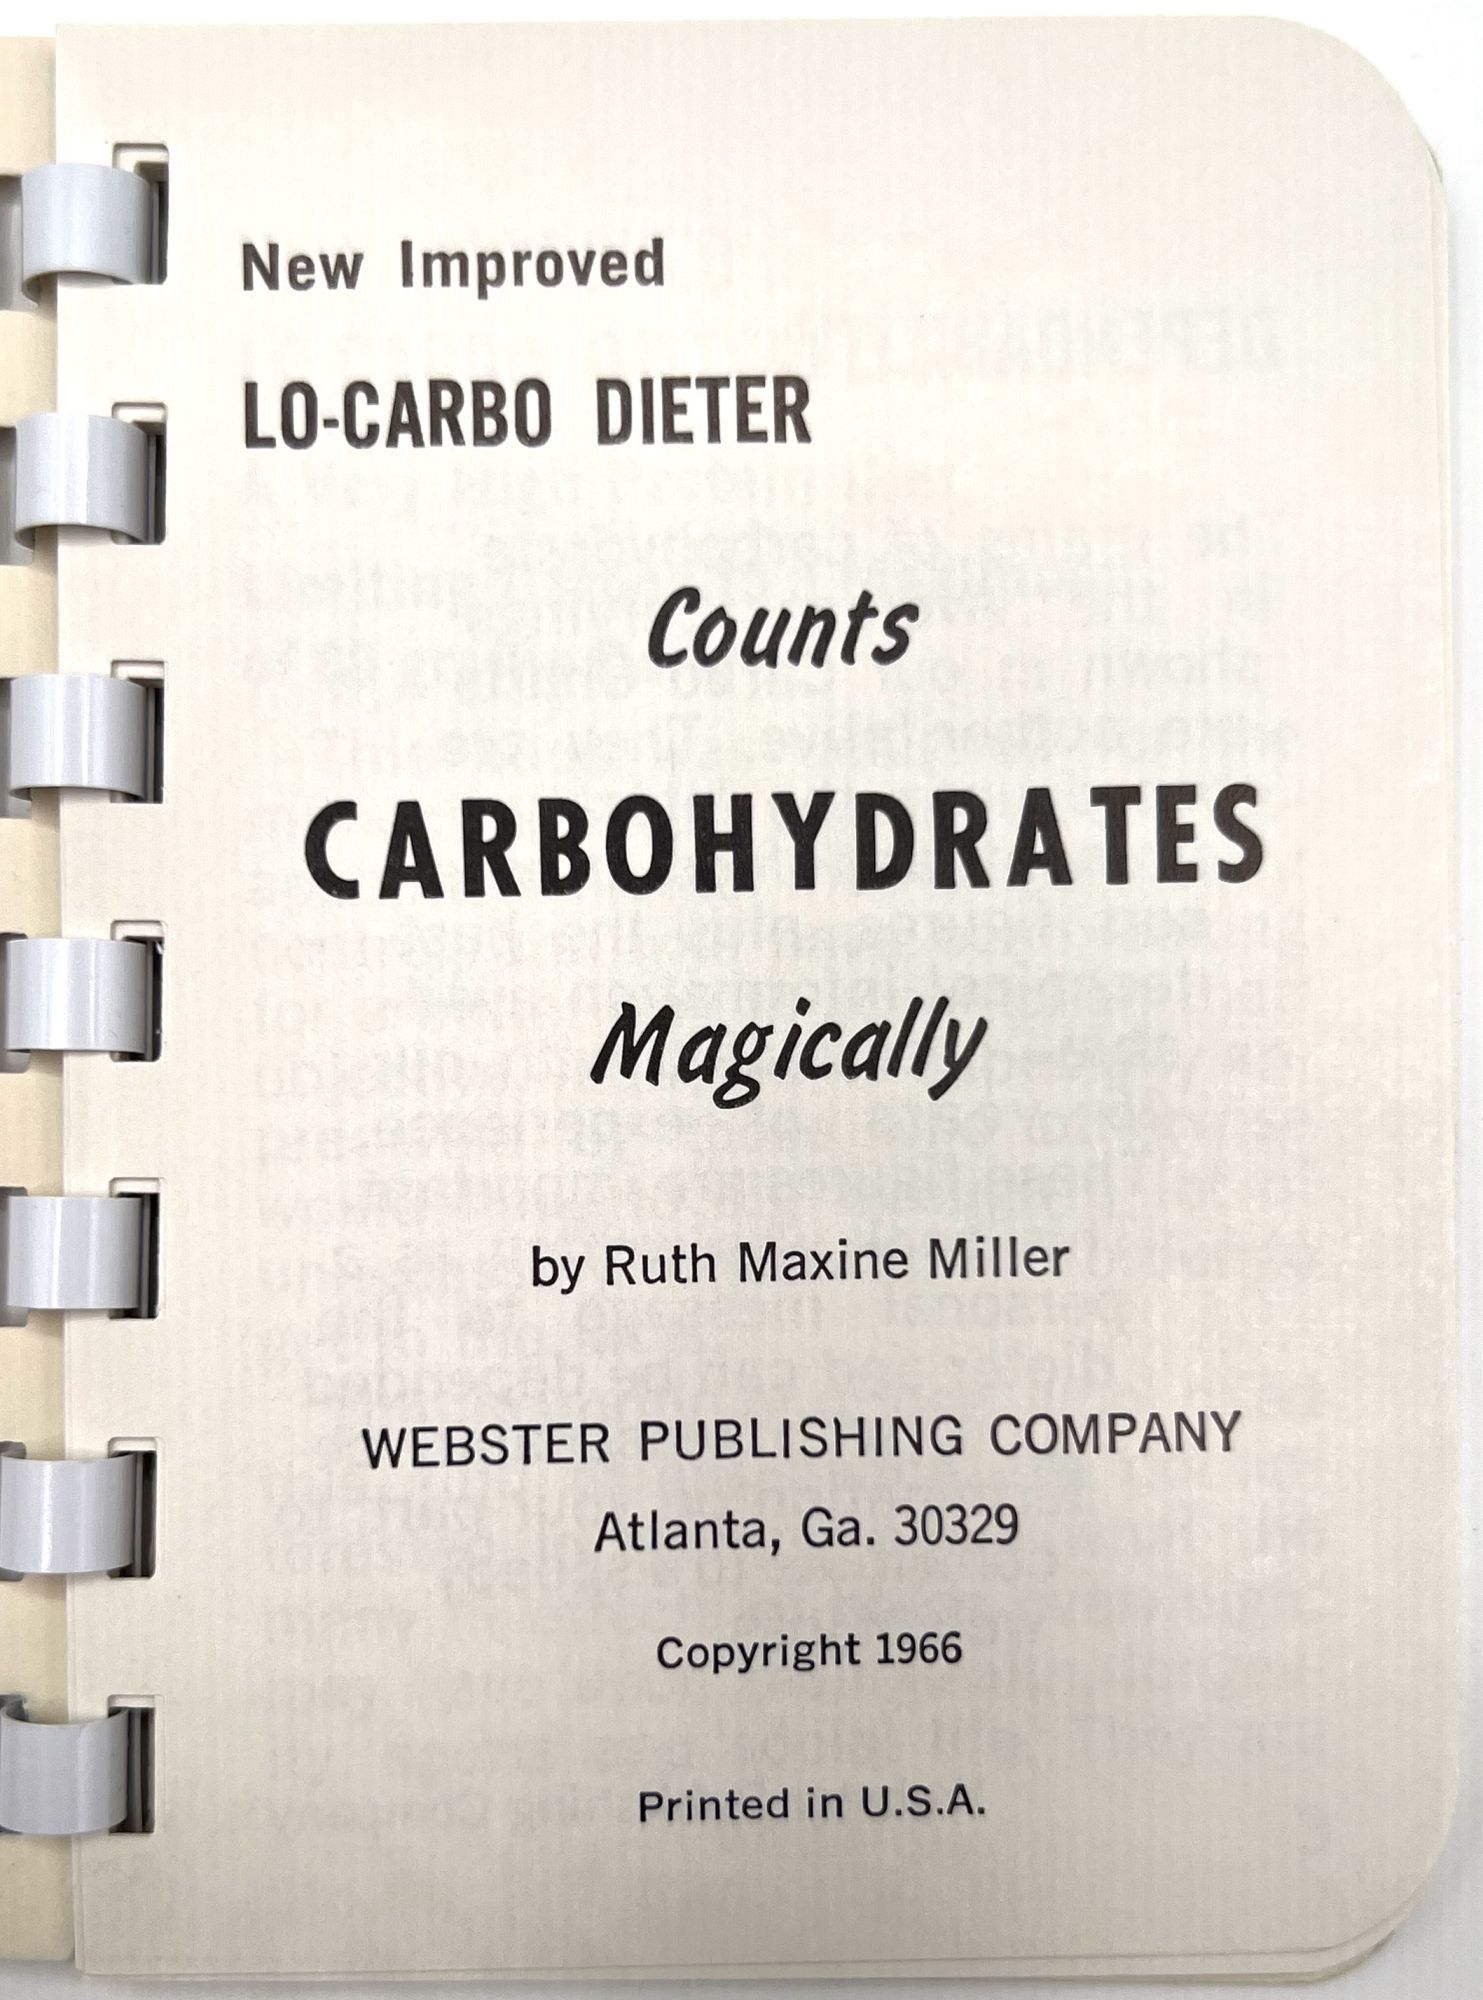 New Improved
LO-CARBO DIETER
Counts
CARBOHYDRATES
Magically
by Ruth Maxine Miller
WEBSTER PUBLISHING COMPANY
Atlanta, Ga. 30329
Copyright 1966
Printed in U.S.A.